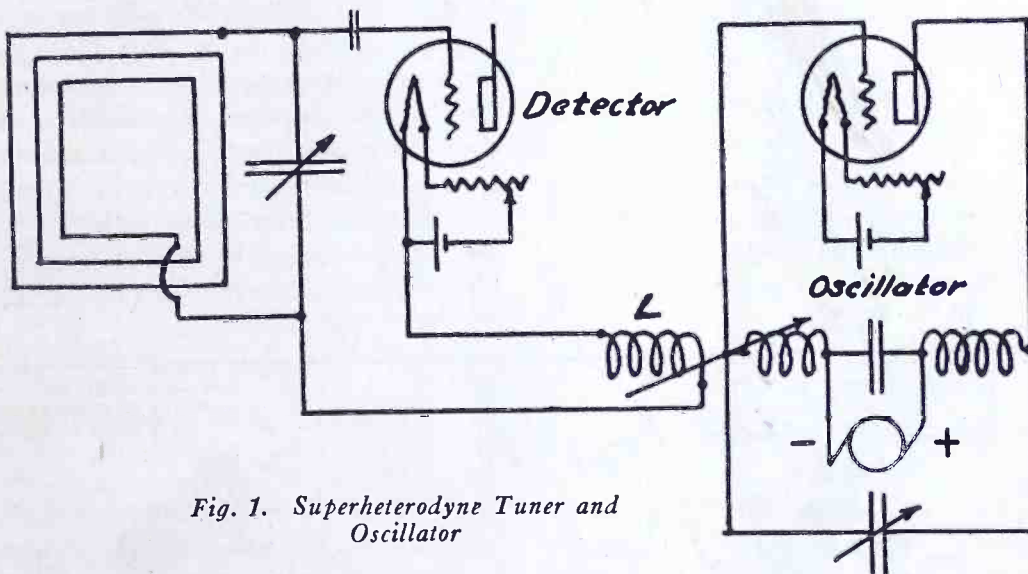 Detector
Oscillator
L
- +
Fig. 1. Superheterodyne Tuner and
Oscillator